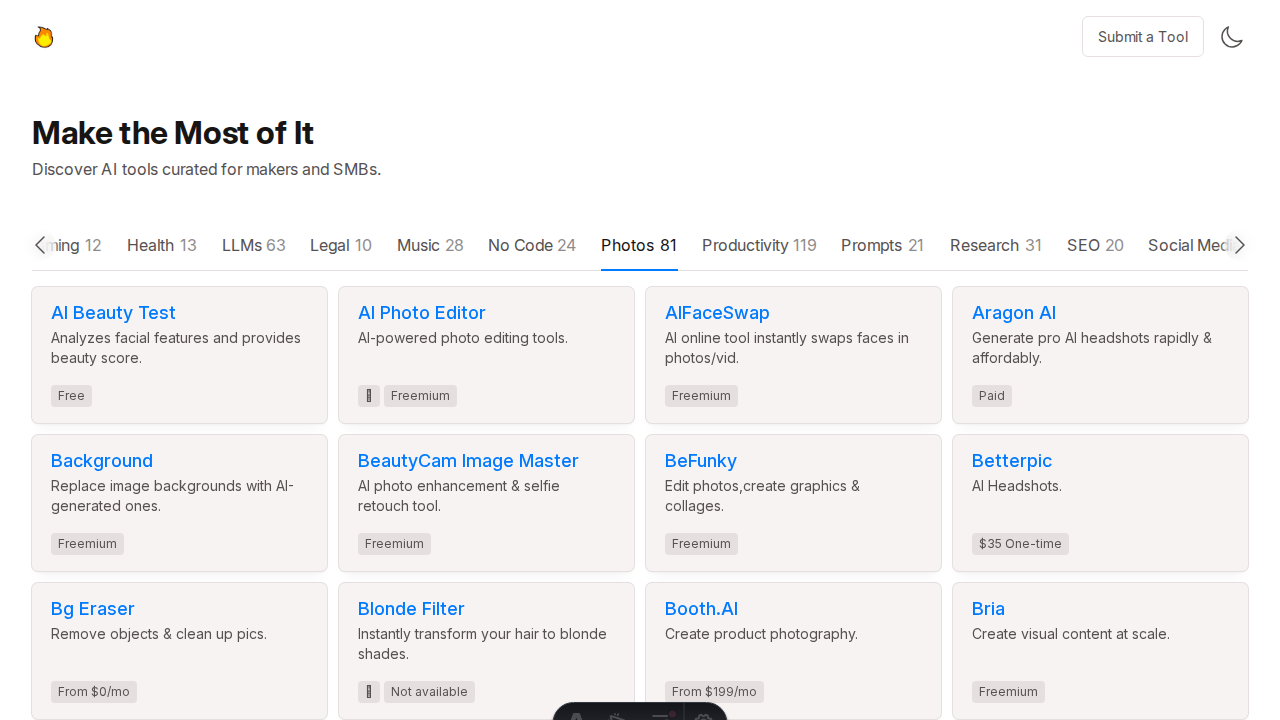 Submit a Tool
Make the Most of It
Discover AI tools curated for makers and SMBs.
12 Health 13 LLMs 63 Legal 10 Music 28 No Code 24 Photos 81 Productivity 119 Prompts 21 Research 31 SEO 20 Social
AI Beauty Test
Analyzes facial features and provides
beauty score.
Free
AI Photo Editor
AI-powered photo editing tools.
Freemium
AIFaceSwap
AI online tool instantly swaps faces in
photos/vid.
Freemium
Aragon AI
Generate pro AI headshots rapidly &
affordably.
Paid
Background
Replace image backgrounds with AI-
generated ones.
Freemium
BeautyCam Image Master
AI photo enhancement & selfie
retouch tool.
Freemium
BeFunky
Edit photos,create graphics &
collages.
Freemium
Betterpic
AI Headshots.
$35 One-time
Bg Eraser
Remove objects & clean up pics.
From $0/mo
Blonde Filter
Instantly transform your hair to blonde
shades.
Not available
Booth.AI
Create product photography.
From $199/mo
Bria
Create visual content at scale.
Freemium